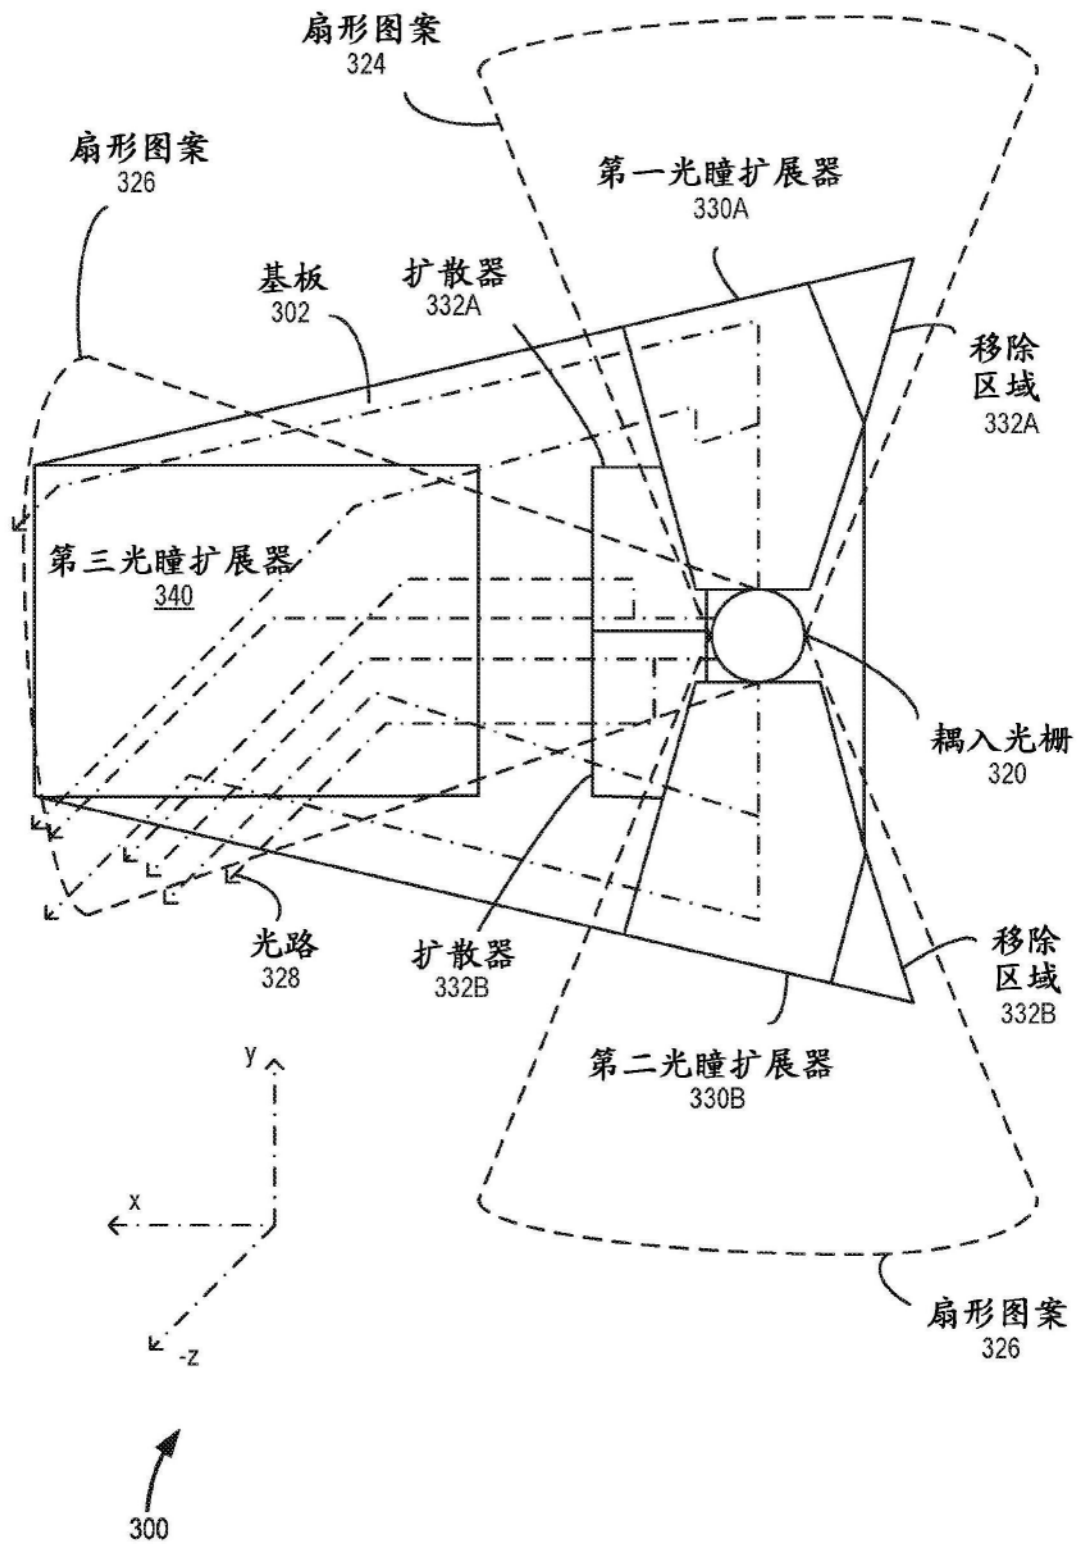 扇形图案
324
扇形图案
326
第一光瞳扩展器
330A
扩散器
332A
基板
302
移除
区域
332A
第三光瞳扩展器
340
耦入光栅
320
光路
328
扩散器
332B
移除
区域
332B
第二光瞳扩展器
330B
y
x
-z
扇形图案
326
300